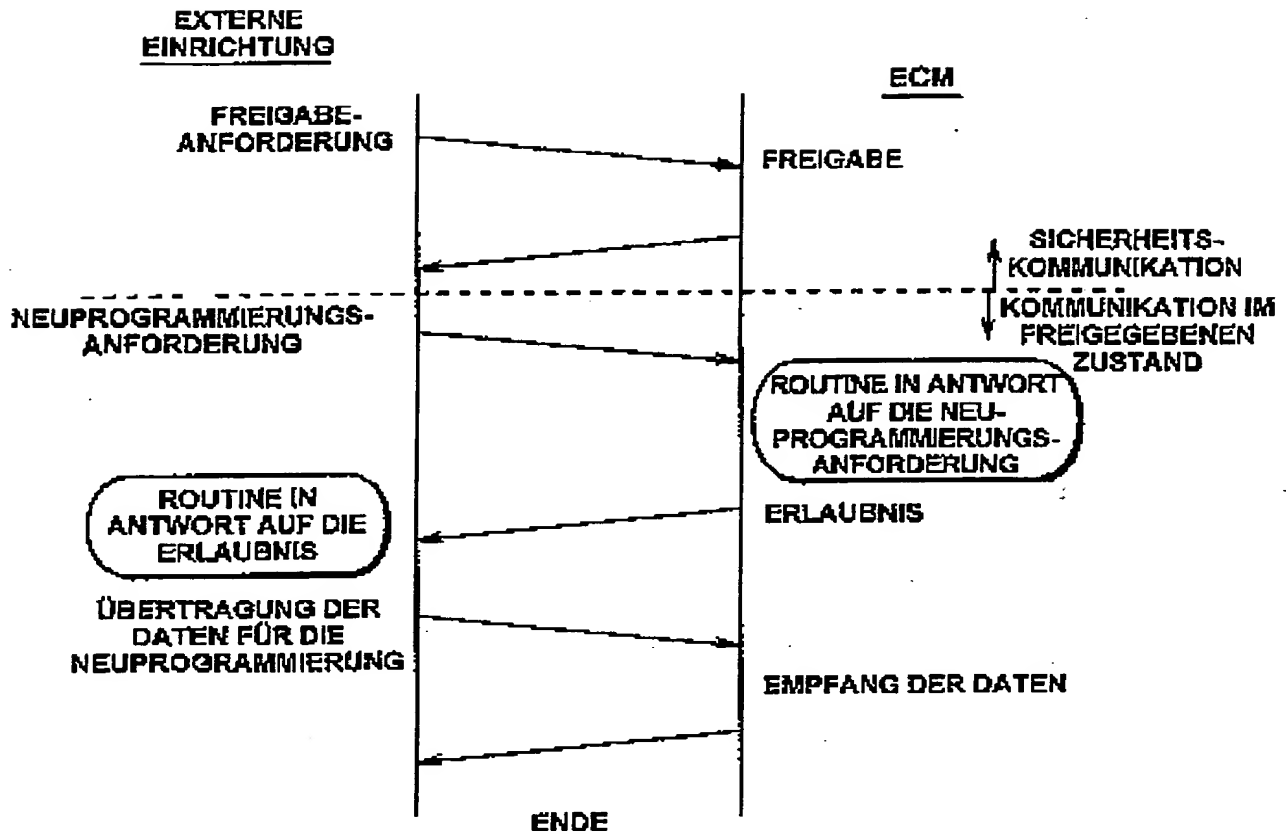 EXTERNE
EINRICHTUNG
ECM
FREIGABE-
ANFORDERUNG
FREIGABE
SICHERHEITS-
KOMMUNIKATION
NEUPROGRAMMIERUNGS-
ANFORDERUNG
KOMMUNIKATION IM
FREIGEGEBENEN
ZUSTAND
ROUTINE IN ANTWORT
AUF DIE NEU-
PROGRAMMIERUNGS-
ANFORDERUNG
ROUTINE IN
ANTWORT AUF DIE
ERLAUBNIS
ERLAUBNIS
ÜBERTRAGUNG DER
DATEN FÜR DIE
NEUPROGRAMMIERUNG
EMPFANG DER DATEN
ENDE